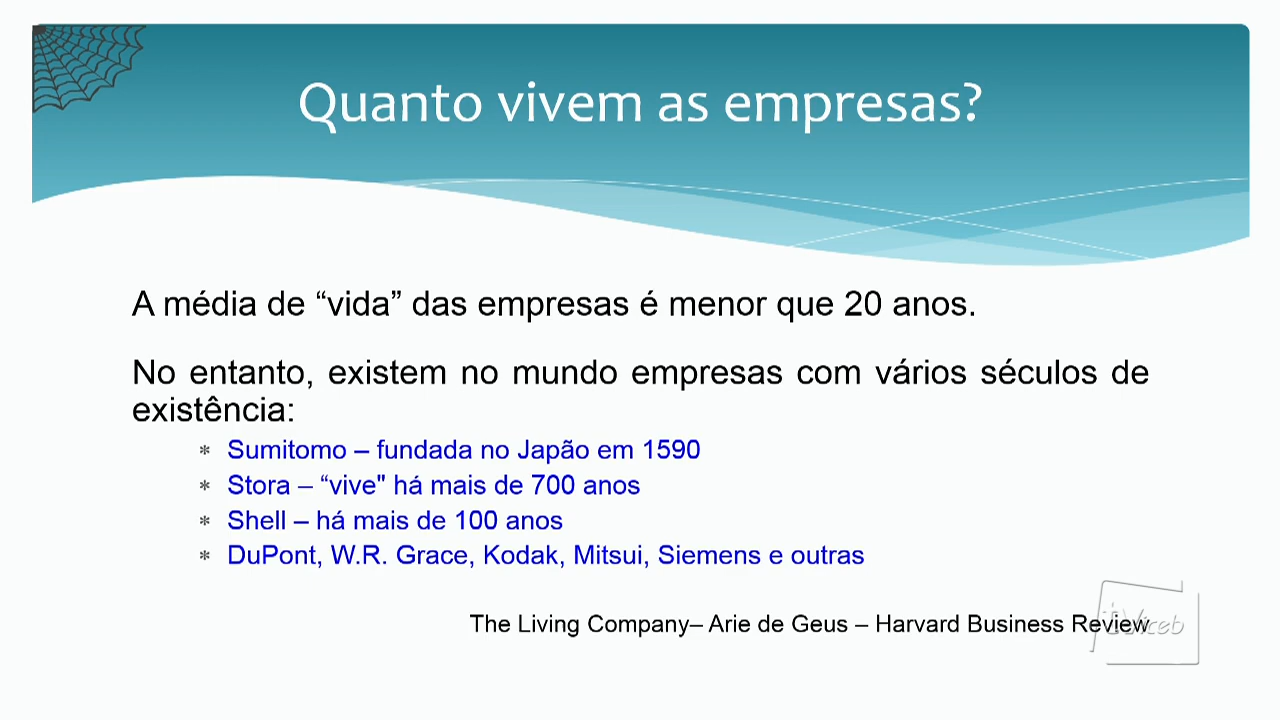 Quanto vivem as empresas?
A média de “vida” das empresas é menor que 20 anos.
No entanto, existem no mundo empresas com vários séculos de
existência:
* Sumitomo – fundada no Japão em 1590
* Stora – “vive" há mais de 700 anos
* Shell – há mais de 100 anos
* DuPont, W.R. Grace, Kodak, Mitsui, Siemens e outras
The Living Company– Arie de Geus – Harvard Business Review